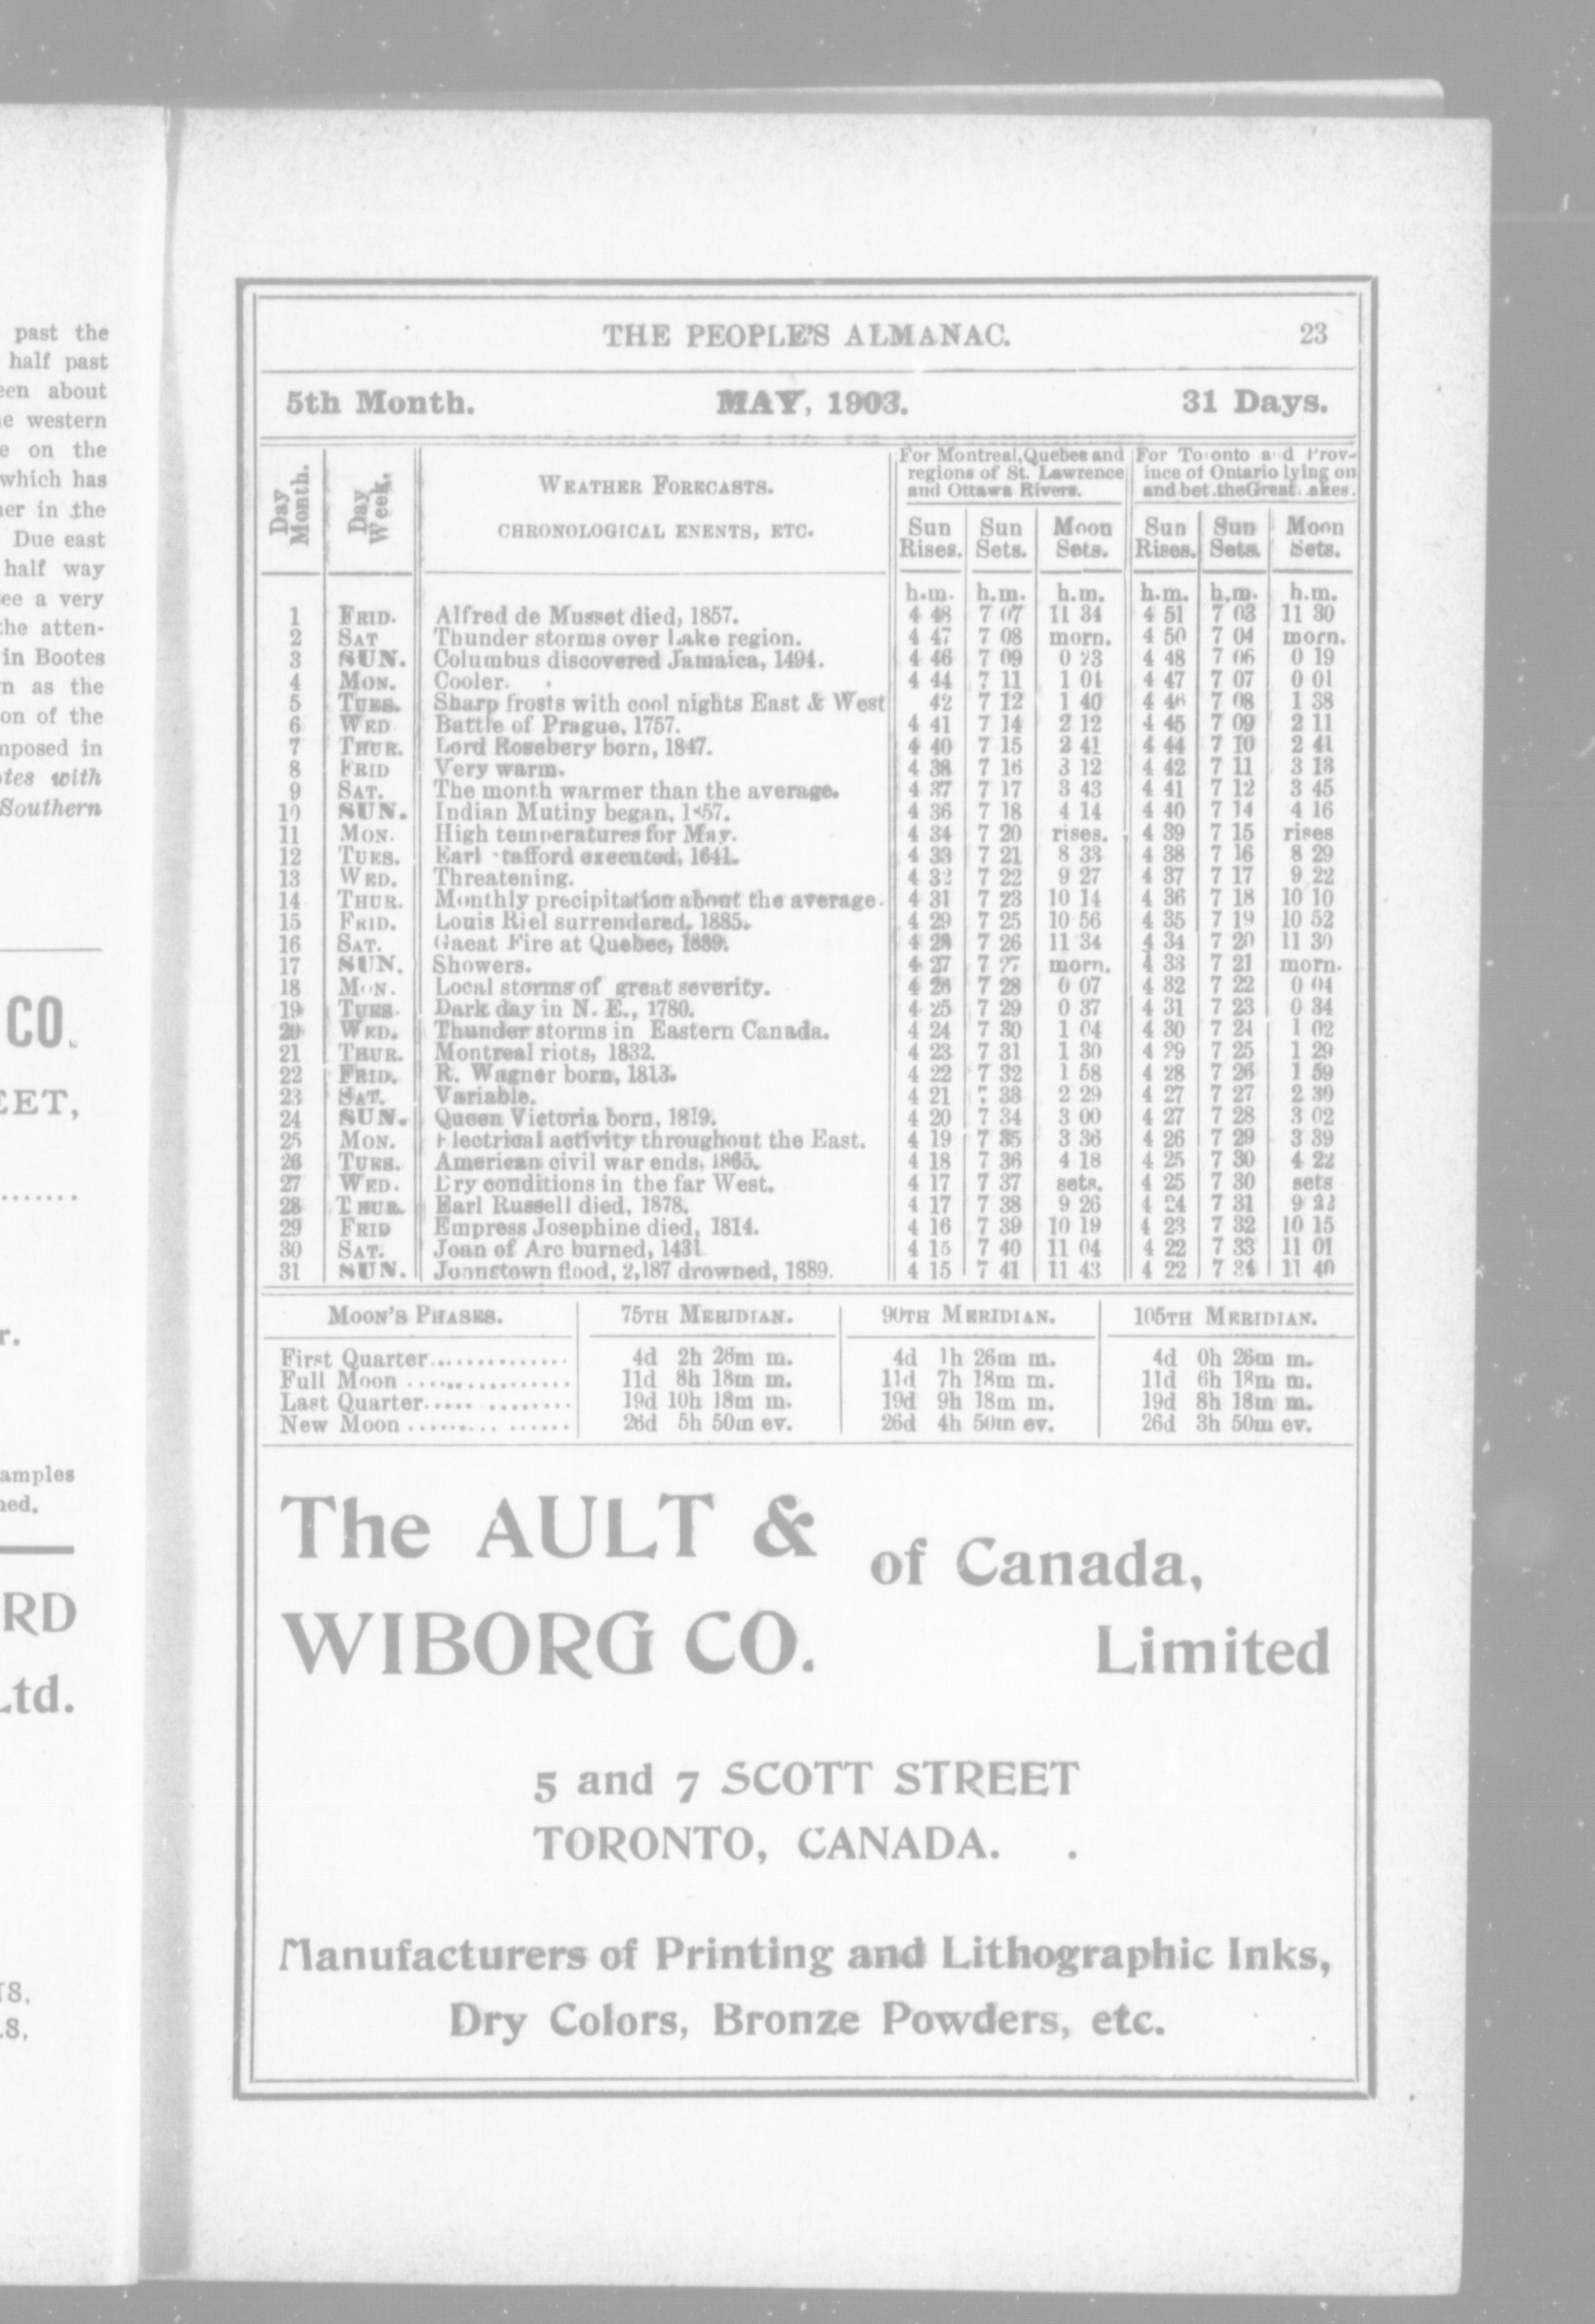 past the
half past
een about
e western
e on the
which has
er in the
Due east
half way
ee a very
the atten-
in Bootes
n as the
on of the
mposed in
tes with
Southern
CO.
EET,
r.
amples
ned.
RD
Ltd.
TS,
LS,
THE PEOPLE'S ALMANAC. 23
5th Month. MAY, 1903. 31 Days.
Day Month. Day Week. WEATHER FORECASTS. CHRONOLOGICAL ENENTS, ETC.
For Montreal, Quebec and regions of St. Lawrence and Ottawa Rivers.
For Toronto and Province of Ontario lying on and bet. the Great Lakes.
Sun Rises. Sun Sets. Moon Sets. Sun Rises. Sun Sets. Moon Sets.
h.m. h.m. h.m. h.m. h.m. h.m.
1 FRID. Alfred de Musset died, 1857. 4 48 7 07 11 34 4 51 7 03 11 30
2 SAT Thunder storms over Lake region. 4 47 7 08 morn. 4 50 7 04 morn.
3 SUN. Columbus discovered Jamaica, 1494. 4 46 7 09 0 23 4 48 7 06 0 19
4 MON. Cooler. 4 44 7 11 1 01 4 47 7 07 0 01
5 TUES. Sharp frosts with cool nights East & West 42 7 12 1 40 4 46 7 08 1 38
6 WED Battle of Prague, 1757. 4 41 7 14 2 12 4 45 7 09 2 11
7 THUR. Lord Rosebery born, 1847. 4 40 7 15 2 41 4 44 7 10 2 41
8 FRID Very warm. 4 38 7 16 3 12 4 42 7 11 3 13
9 SAT. The month warmer than the average. 4 37 7 17 3 43 4 41 7 12 3 45
10 SUN. Indian Mutiny began, 1857. 4 36 7 18 4 14 4 40 7 14 4 16
11 MON. High temperatures for May. 4 34 7 20 rises. 4 39 7 15 rises
12 TUES. Earl tafford executed, 1641. 4 33 7 21 8 33 4 38 7 16 8 29
13 WED. Threatening. 4 32 7 22 9 27 4 37 7 17 9 22
14 THUR. Monthly precipitation about the average. 4 31 7 23 10 14 4 36 7 18 10 10
15 FRID. Louis Riel surrendered, 1885. 4 29 7 25 10 56 4 35 7 19 10 52
16 SAT. Gaeat Fire at Quebec, 1889. 4 28 7 26 11 34 4 34 7 20 11 30
17 SUN. Showers. 4 27 7 27 morn. 4 33 7 21 morn.
18 MON. Local storms of great severity. 4 26 7 28 0 07 4 32 7 22 0 04
19 TUES. Dark day in N. E., 1780. 4 25 7 29 0 37 4 31 7 23 0 34
20 WED. Thunder storms in Eastern Canada. 4 24 7 30 1 04 4 30 7 24 1 02
21 THUR. Montreal riots, 1832. 4 23 7 31 1 30 4 29 7 25 1 29
22 FRID. R. Wagner born, 1813. 4 22 7 32 1 58 4 28 7 26 1 59
23 SAT. Variable. 4 21 7 33 2 29 4 27 7 27 2 30
24 SUN. Queen Victoria born, 1819. 4 20 7 34 3 00 4 27 7 28 3 02
25 MON. Electrical activity throughout the East. 4 19 7 35 3 36 4 26 7 29 3 39
26 TUES. American civil war ends, 1865. 4 18 7 36 4 18 4 25 7 30 4 22
27 WED. Dry conditions in the far West. 4 17 7 37 sets. 4 25 7 30 sets
28 THUR. Earl Russell died, 1878. 4 17 7 38 9 26 4 24 7 31 9 22
29 FRID Empress Josephine died, 1814. 4 16 7 39 10 19 4 23 7 32 10 15
30 SAT. Joan of Arc burned, 1431 4 15 7 40 11 04 4 22 7 33 11 01
31 SUN. Johnstown flood, 2,187 drowned, 1889. 4 15 7 41 11 43 4 22 7 34 11 40
MOON'S PHASES. 75TH MERIDIAN. 90TH MERIDIAN. 105TH MERIDIAN.
First Quarter.............. 4d 2h 26m m. 4d 1h 26m m. 4d 0h 26m m.
Full Moon ................ 11d 8h 18m m. 11d 7h 18m m. 11d 6h 18m m.
Last Quarter..... ........ 19d 10h 18m m. 19d 9h 18m m. 19d 8h 18m m.
New Moon ......... ...... 26d 5h 50m ev. 26d 4h 50m ev. 26d 3h 50m ev.
The AULT &
WIBORG CO.
of Canada,
Limited
5 and 7 SCOTT STREET
TORONTO, CANADA. .
Manufacturers of Printing and Lithographic Inks,
Dry Colors, Bronze Powders, etc.